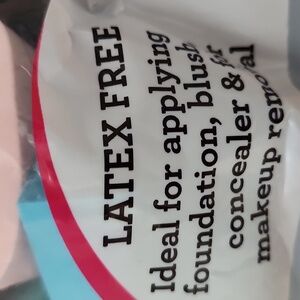 LATEX FREE
Ideal for applying
foundation, blush
concealer & for
makeup removal